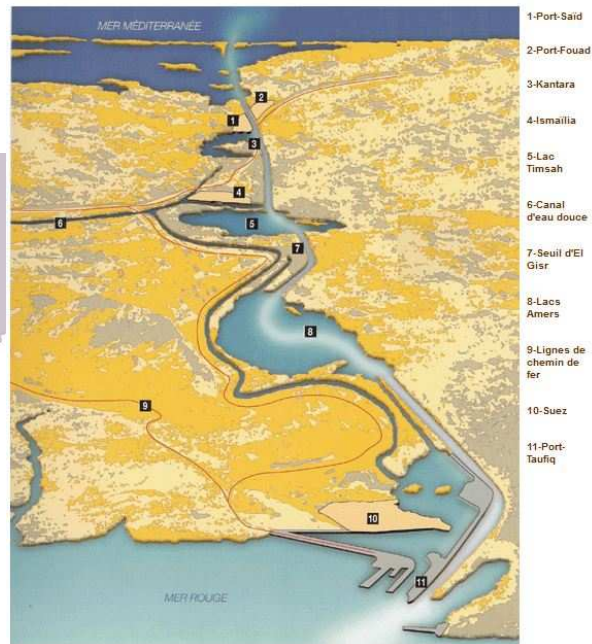 MER MÉDITERRANÉE
1-Port-Saïd
2-Port-Fouad
3-Kantara
4-Ismaïlia
5-Lac
Timsah
6-Canal
d'eau douce
7-Seuil d'El
Gisr
8-Lacs
Amers
9-Lignes de
chemin de
fer
10-Suez
11-Port-
Taufiq
2
1
3
4
6
5
7
8
9
10
11
MER ROUGE